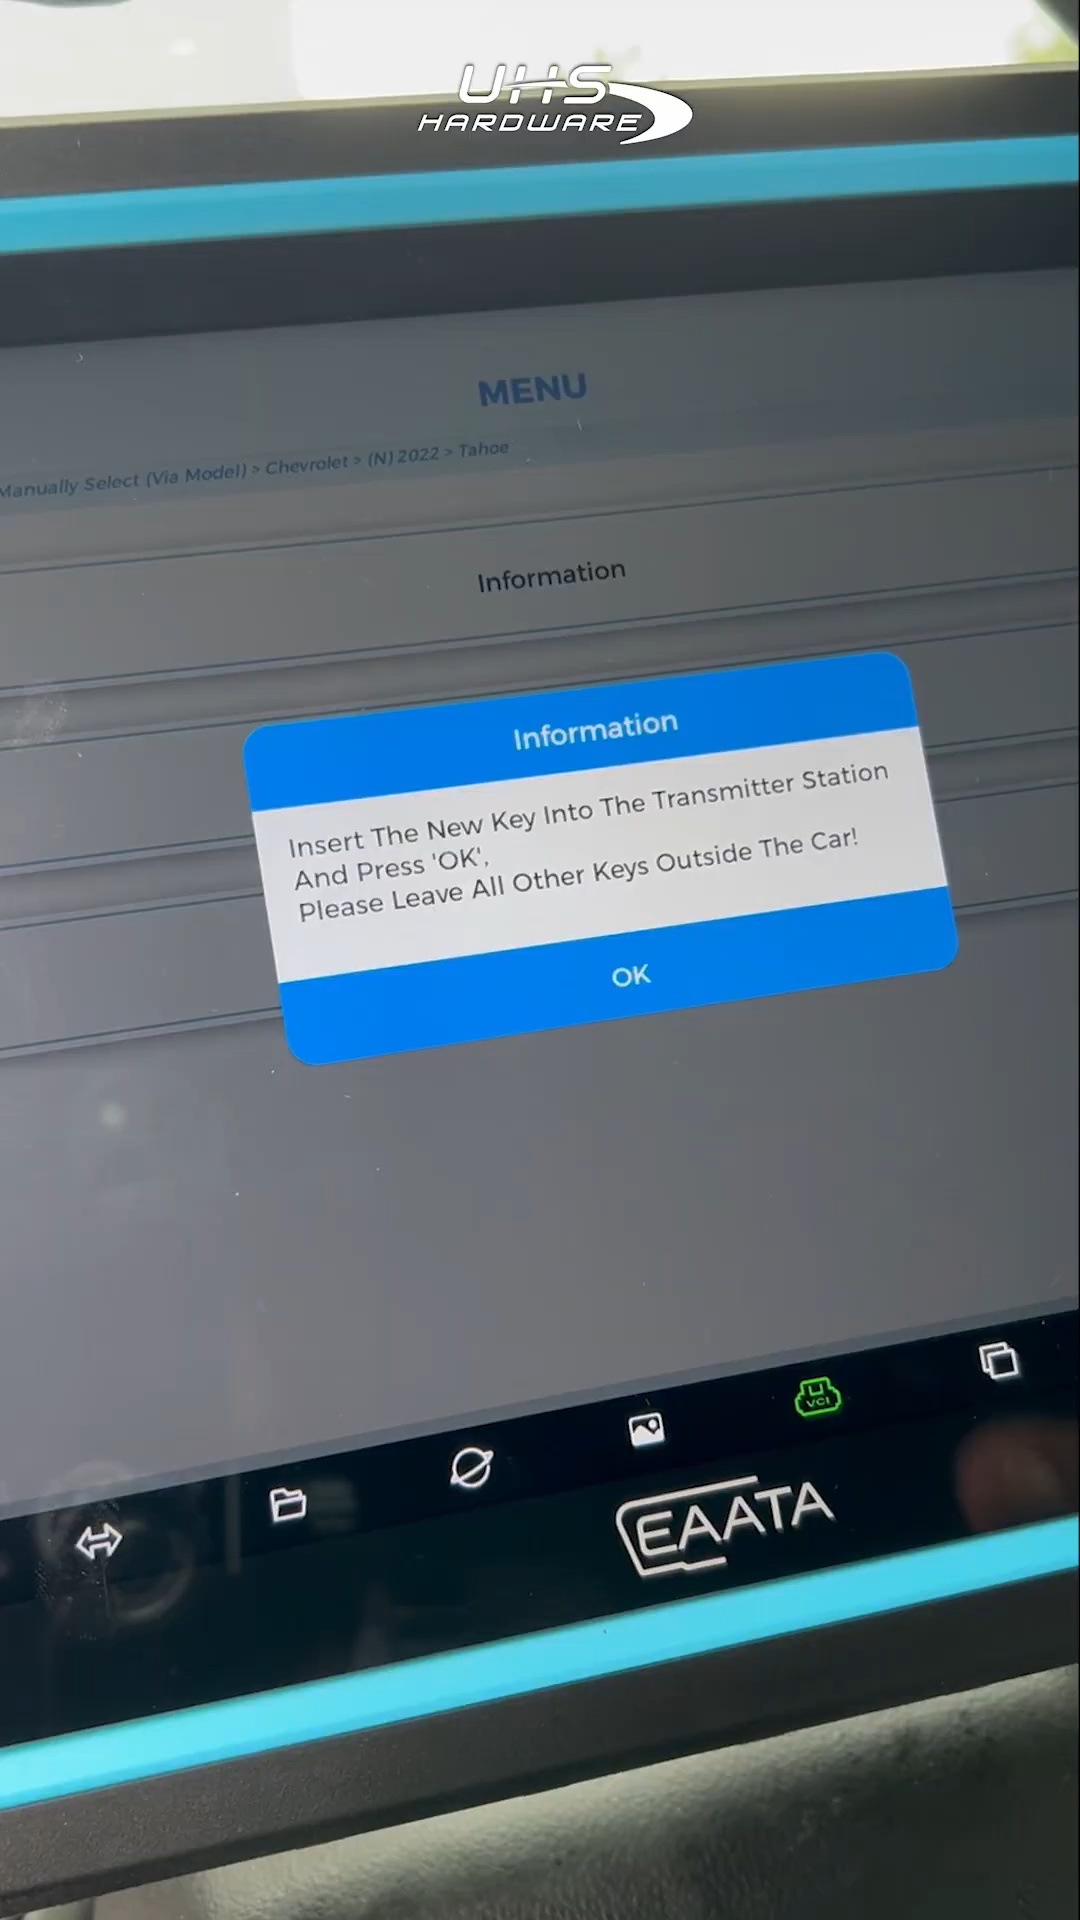 UHS
HARDWARE
MENU
Manually Select (Via Model) > Chevrolet > (N) 2022 > Tahoe
Information
Information
Insert The New Key Into The Transmitter Station
And Press 'OK',
Please Leave All Other Keys Outside The Car!
OK
VCI
EAATA